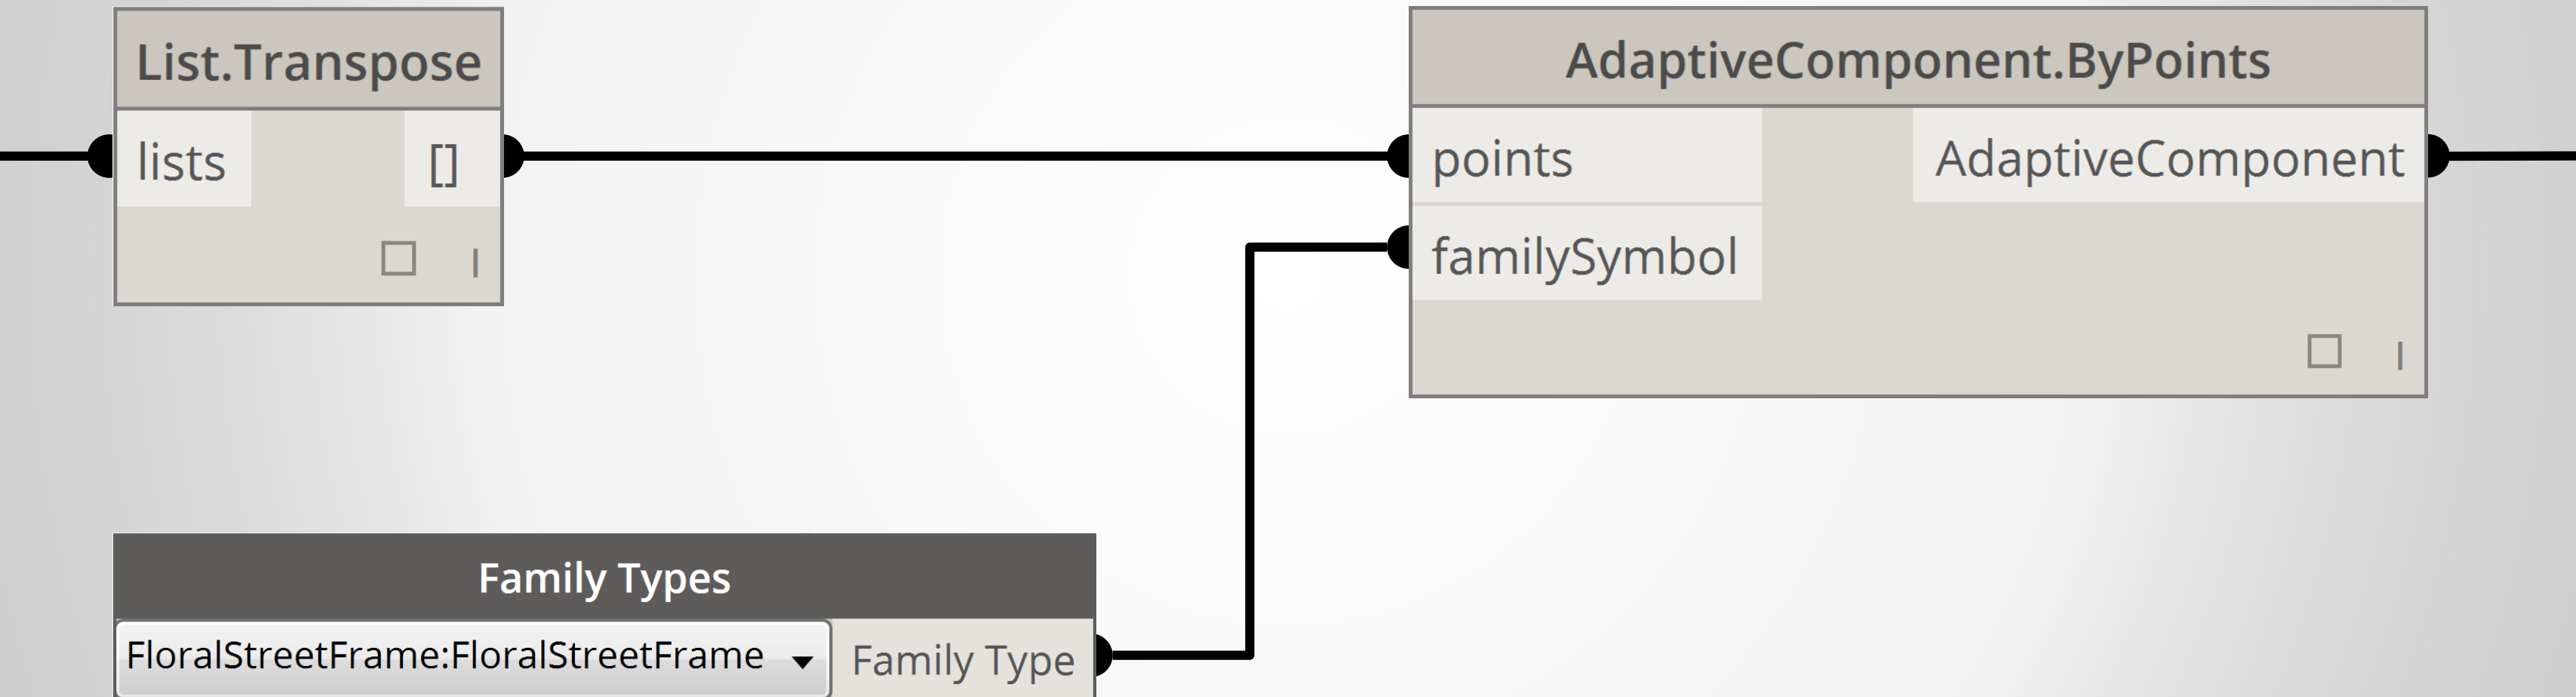 List.Transpose
lists
[]
I
AdaptiveComponent.ByPoints
points
AdaptiveComponent
familySymbol
I
Family Types
FloralStreetFrame:FloralStreetFrame
Family Type